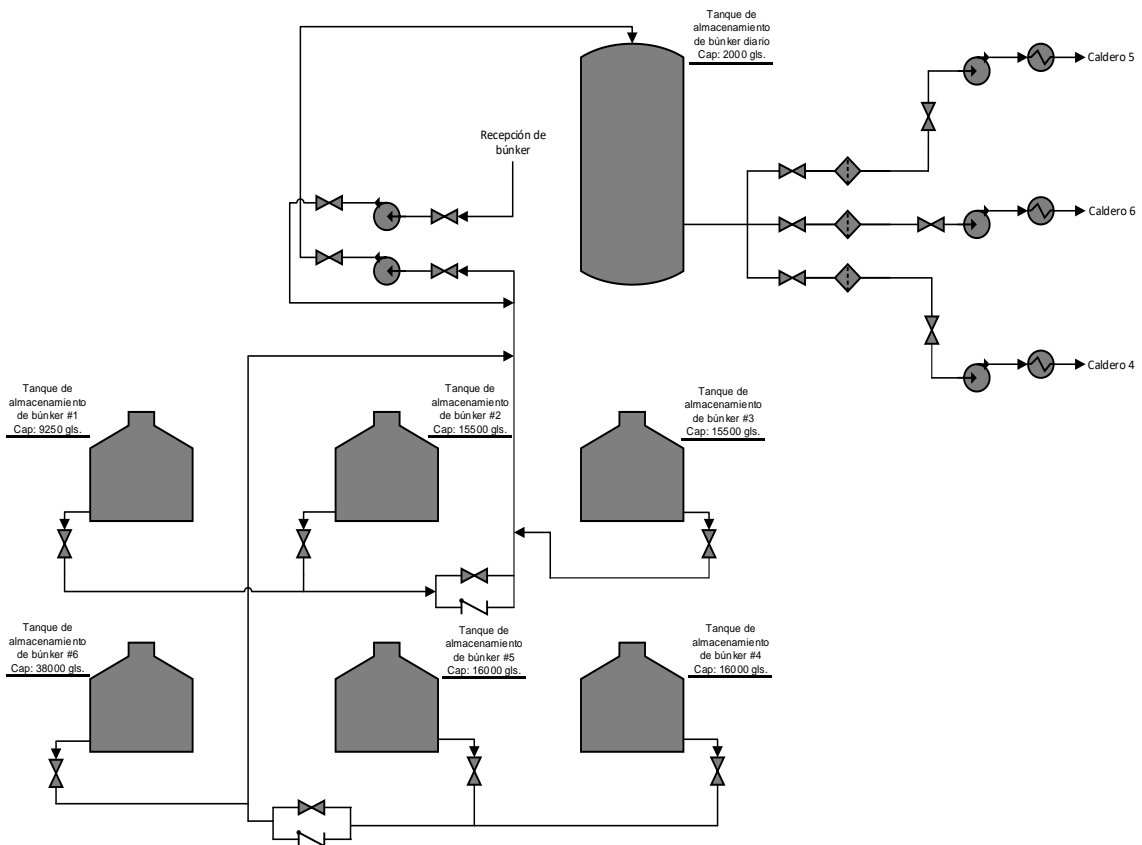 Tanque de
almacenamiento
de búnker diario
Cap: 2000 gls.
Caldero 5
Recepción de
búnker
Caldero 6
Caldero 4
Tanque de
almacenamiento
de búnker #1
Cap: 9250 gls.
Tanque de
almacenamiento
de búnker #2
Cap: 15500 gls.
Tanque de
almacenamiento
de búnker #3
Cap: 15500 gls.
Tanque de
almacenamiento
de búnker #6
Cap: 38000 gls.
Tanque de
almacenamiento
de búnker #5
Cap: 16000 gls.
Tanque de
almacenamiento
de búnker #4
Cap: 16000 gls.